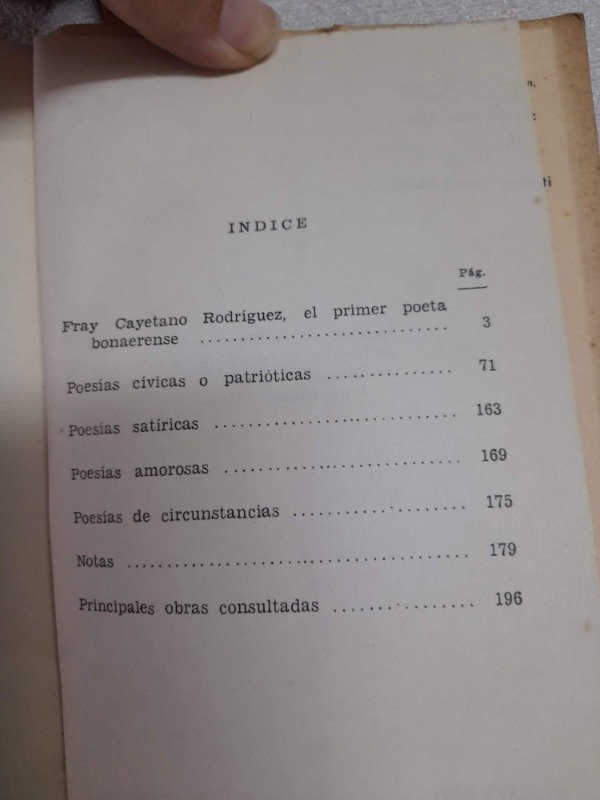 INDICE
Pág.
Fray Cayetano Rodríguez, el primer poeta
bonaerense .............................. 3
Poesías cívicas o patrióticas ................ 71
Poesías satíricas .............................. 163
Poesías amorosas ............................. 169
Poesías de circunstancias ..................... 175
Notas .......................................... 179
Principales obras consultadas .................. 196